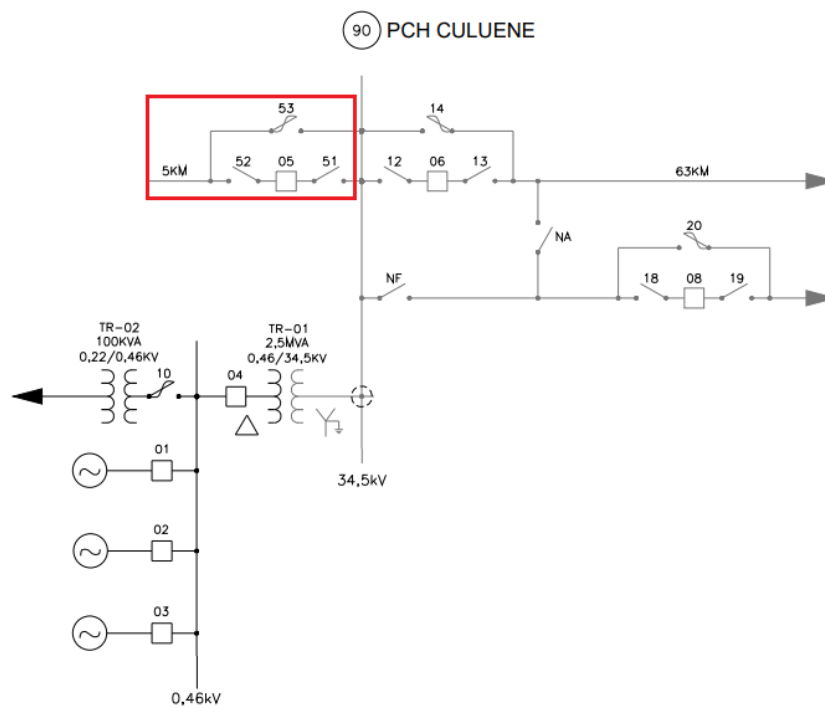 90 PCH CULUENE
53
14
5KM
52
05
51
12
06
13
63KM
NA
20
NF
18
08
19
TR-02
100KVA
0,22/0,46KV
10
04
TR-01
2,5MVA
0,46/34,5KV
01
34,5kV
02
03
0,46kV